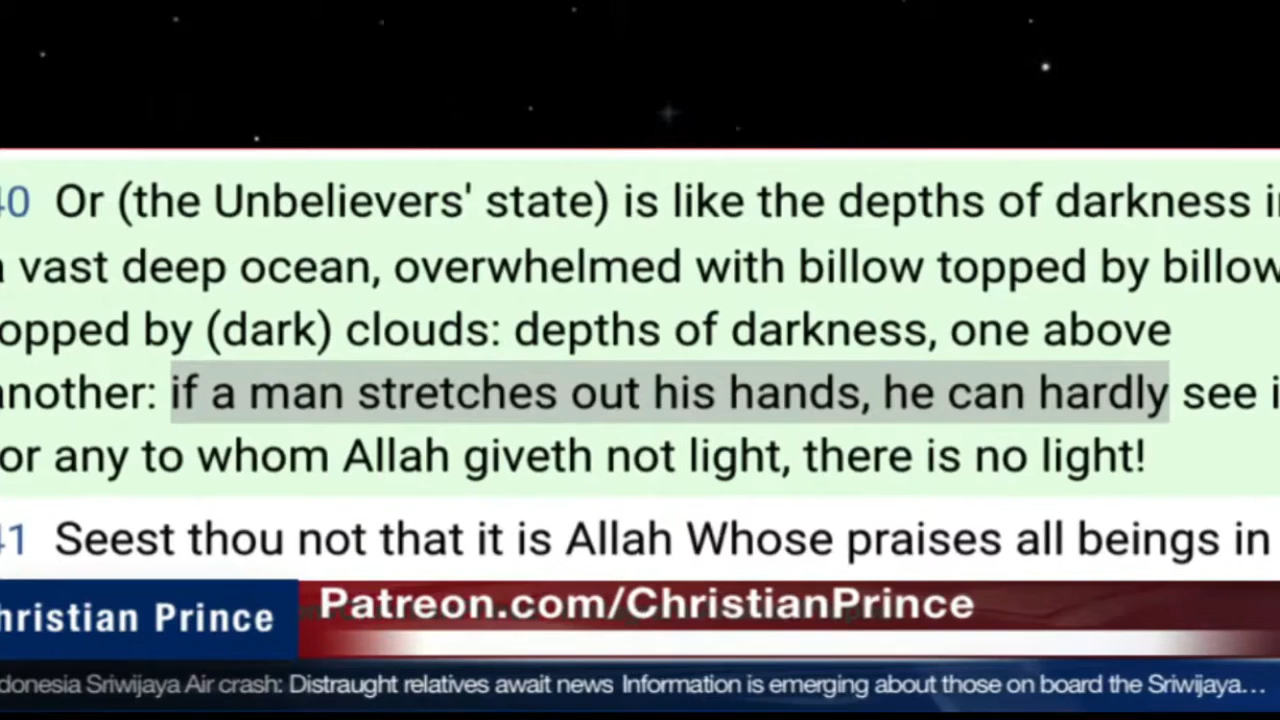 40 Or (the Unbelievers' state) is like the depths of darkness
vast deep ocean, overwhelmed with billow topped by billow
opped by (dark) clouds: depths of darkness, one above
another: if a man stretches out his hands, he can hardly see
or any to whom Allah giveth not light, there is no light!
41 Seest thou not that it is Allah Whose praises all beings in
hristian Prince
Patreon.com/ChristianPrince
donesia Sriwijaya Air crash: Distraught relatives await news Information is emerging about those on board the Sriwijaya...